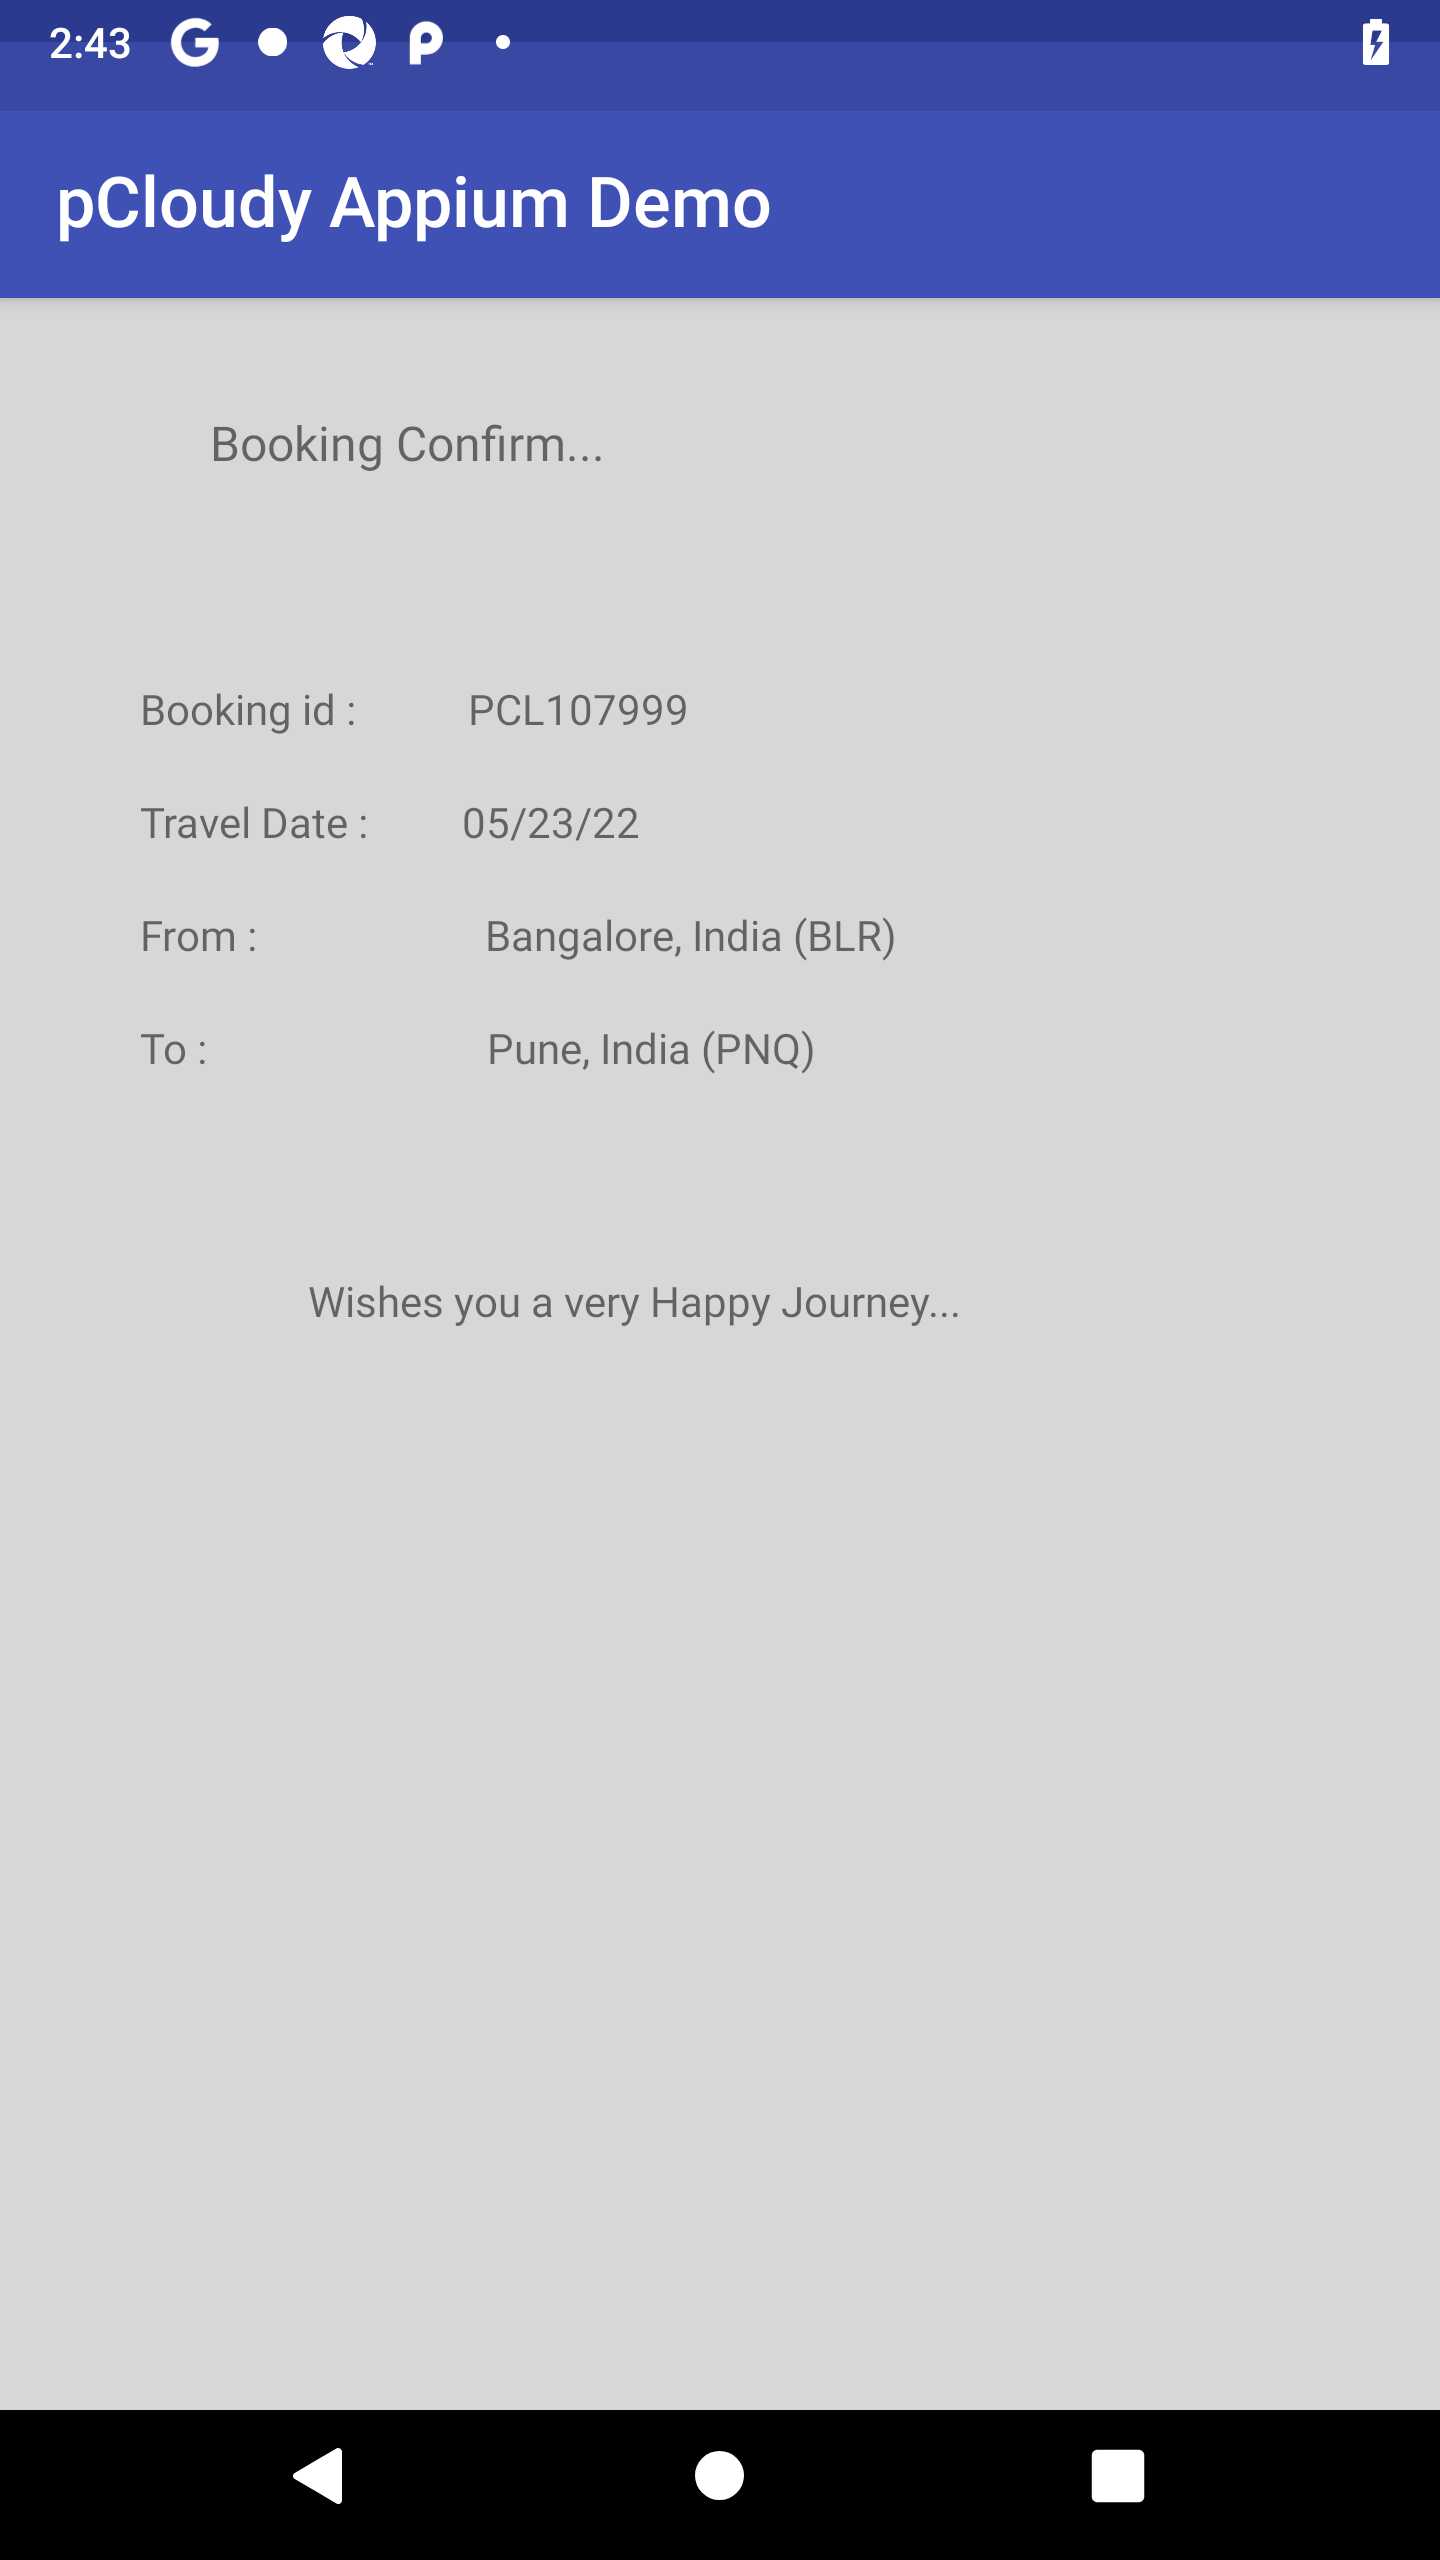 2:43
pCloudy Appium Demo
Booking Confirm...
Booking id : PCL107999
Travel Date : 05/23/22
From : Bangalore, India (BLR)
To : Pune, India (PNQ)
Wishes you a very Happy Journey...